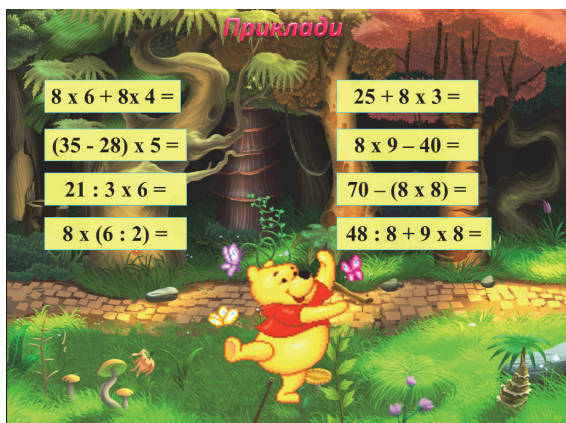 Приклади
8 х 6 + 8х 4 =
(35 - 28) х 5 =
21 : 3 х 6 =
8 х (6 : 2) =
25 + 8 х 3 =
8 х 9 – 40 =
70 – (8 х 8) =
48 : 8 + 9 х 8 =